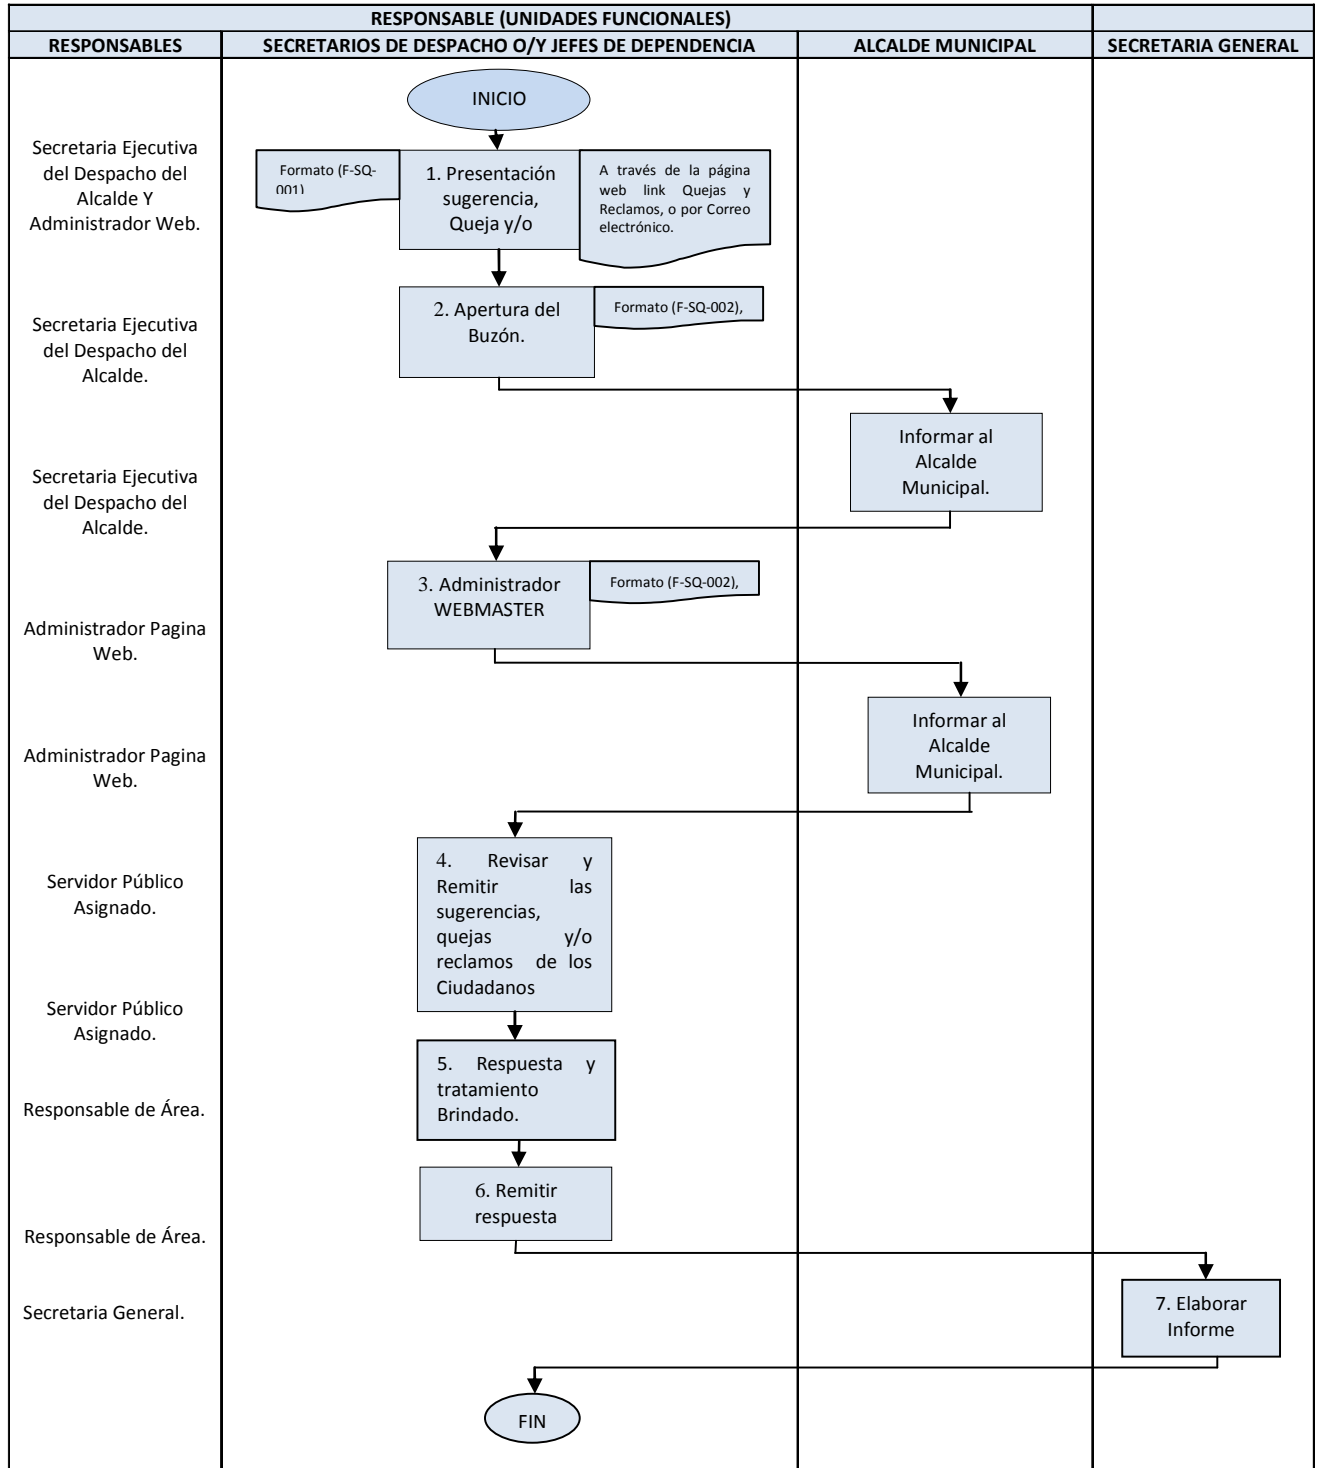 RESPONSABLE (UNIDADES FUNCIONALES)
RESPONSABLES
SECRETARIOS DE DESPACHO O/Y JEFES DE DEPENDENCIA
ALCALDE MUNICIPAL
SECRETARIA GENERAL
INICIO
Secretaria Ejecutiva
del Despacho del
Alcalde Y
Administrador Web.
Formato (F-SQ-
001)
1. Presentación
sugerencia,
Queja y/o
A través de la página
web link Quejas y
Reclamos, o por Correo
electrónico.
Secretaria Ejecutiva
del Despacho del
Alcalde.
2. Apertura del
Buzón.
Formato (F-SQ-002),
Informar al
Alcalde
Municipal.
Secretaria Ejecutiva
del Despacho del
Alcalde.
3. Administrador
WEBMASTER
Formato (F-SQ-002),
Administrador Pagina
Web.
Informar al
Alcalde
Municipal.
Administrador Pagina
Web.
4. Revisar y
Remitir las
sugerencias,
quejas y/o
reclamos de los
Ciudadanos
Servidor Público
Asignado.
Servidor Público
Asignado.
5. Respuesta y
tratamiento
Brindado.
Responsable de Área.
6. Remitir
respuesta
Responsable de Área.
Secretaria General.
7. Elaborar
Informe
FIN